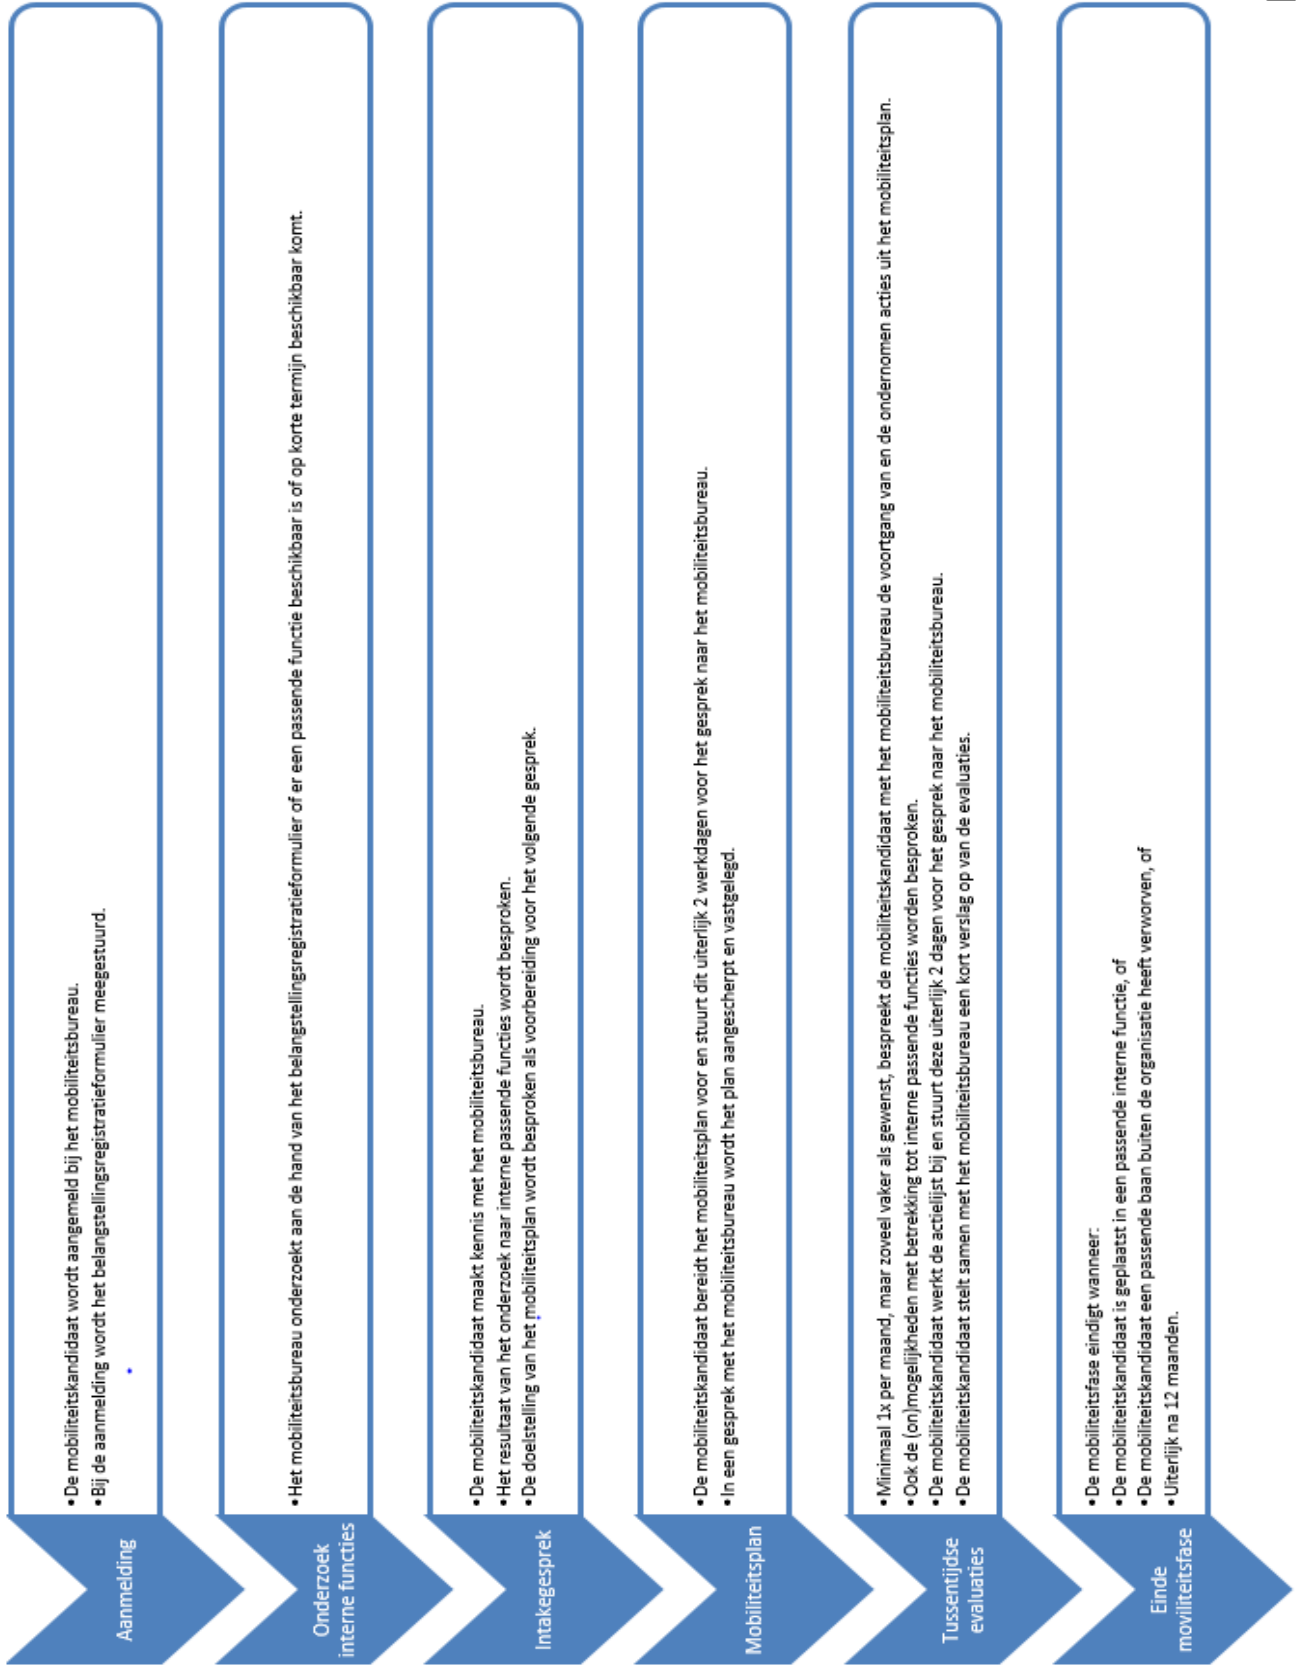 Aanmelding
•De mobiliteitskandidaat wordt aangemeld bij het mobiliteitsbureau.
•Bij de aanmelding wordt het belangstellingsregistratieformulier meegestuurd.
Onderzoek
interne functies
•Het mobiliteitsbureau onderzoekt aan de hand van het belangstellingsregistratieformulier of er een passende functie beschikbaar is of op korte termijn beschikbaar komt.
Intakegesprek
•De mobiliteitskandidaat maakt kennis met het mobiliteitsbureau.
•Het resultaat van het onderzoek naar interne passende functies wordt besproken.
•De doelstelling van het mobiliteitsplan wordt besproken als voorbereiding voor het volgende gesprek.
Mobiliteitsplan
•De mobiliteitskandidaat bereidt het mobiliteitsplan voor en stuurt dit uiterlijk 2 werkdagen voor het gesprek naar het mobiliteitsbureau.
•In een gesprek met het mobiliteitsbureau wordt het plan aangescherpt en vastgelegd.
Tussentijdse
evaluaties
•Minimaal 1x per maand, maar zoveel vaker als gewenst, bespreekt de mobiliteitskandidaat met het mobiliteitsbureau de voortgang van en de ondernomen acties uit het mobiliteitsplan.
•Ook de (on)mogelijkheden met betrekking tot interne passende functies worden besproken.
•De mobiliteitskandidaat werkt de actielijst bij en stuurt deze uiterlijk 2 dagen voor het gesprek naar het mobiliteitsbureau.
•De mobiliteitskandidaat stelt samen met het mobiliteitsbureau een kort verslag op van de evaluaties.
Einde
moviliteitsfase
•De mobiliteitsfase eindigt wanneer:
•De mobiliteitskandidaat is geplaatst in een passende interne functie, of
•De mobiliteitskandidaat een passende baan buiten de organisatie heeft verworven, of
•Uiterlijk na 12 maanden.